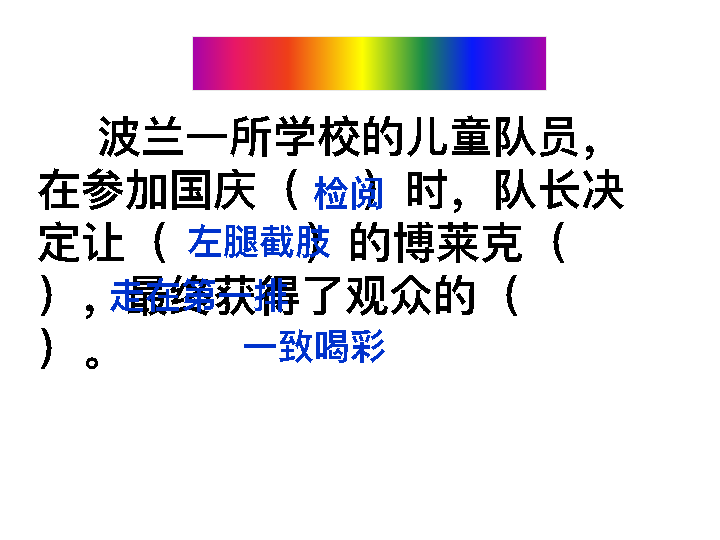 波兰一所学校的儿童队员，
在参加国庆（检阅）时，队长决
定让（左腿截肢）的博莱克（
），最终获得了观众的（
走在第一排
）。
一致喝彩